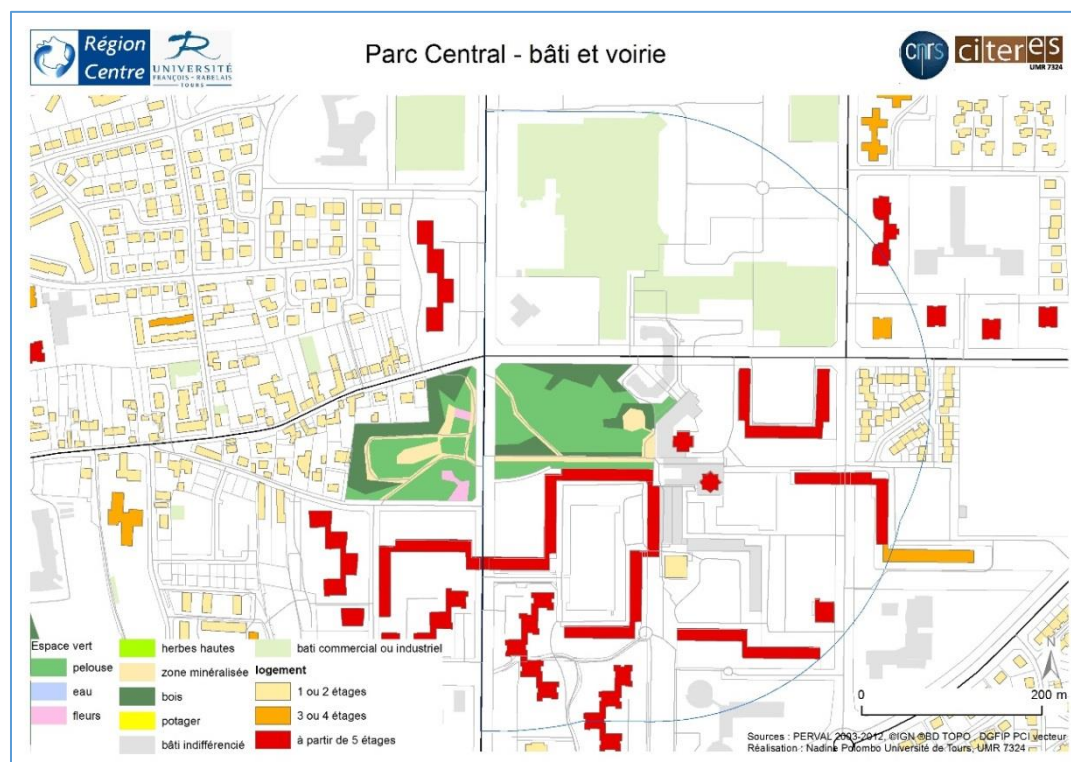 Région
Centre
UNIVERSITÉ
FRANÇOIS - RABELAIS
TOURS
Parc Central - bâti et voirie
cnrs
citeres
UMR 7324
Espace vert
pelouse
eau
fleurs
herbes hautes
zone minéralisée
bois
potager
bâti indifférencié
bati commercial ou industriel
logement
1 ou 2 étages
3 ou 4 étages
à partir de 5 étages
N
0 200 m
Sources : PERVAL 2003-2012, ©IGN ®BD TOPO, DGFIP PCI vecteur
Réalisation : Nadine Polombo Université de Tours, UMR 7324